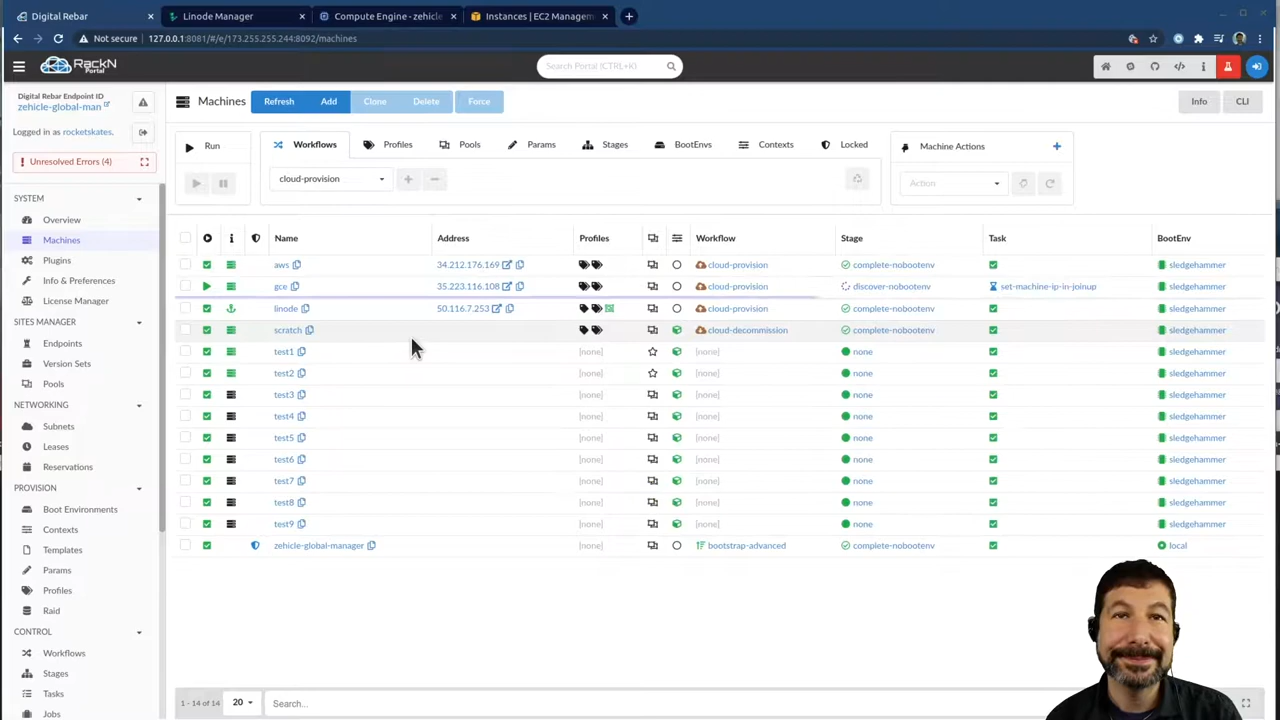 Digital Rebar
Linode Manager
Compute Engine - zehicle
Instances | EC2 Managem
Not secure
127.0.0.1:8081/#/e/173.255.255.244:8092/machines
RackN
Portal
Search Portal (CTRL+K)
Digital Rebar Endpoint ID
zehicle-global-man
Logged in as rocketskates.
Unresolved Errors (4)
Machines
Refresh
Add
Clone
Delete
Force
Info
CLI
Run
Workflows
Profiles
Pools
Params
Stages
BootEnvs
Contexts
Locked
cloud-provision
Machine Actions
Action
SYSTEM
Overview
Machines
Plugins
Info & Preferences
License Manager
SITES MANAGER
Endpoints
Version Sets
Pools
NETWORKING
Subnets
Leases
Reservations
PROVISION
Boot Environments
Contexts
Templates
Params
Profiles
Raid
CONTROL
Workflows
Stages
Tasks
Jobs
Name Address Profiles Workflow Stage Task BootEnv
aws 34.212.176.169 cloud-provision complete-nobootenv sledgehammer
gce 35.223.116.108 cloud-provision discover-nobootenv set-machine-ip-in-joinup sledgehammer
linode 50.116.7.253 cloud-provision complete-nobootenv sledgehammer
scratch cloud-decommission complete-nobootenv sledgehammer
test1 [none] [none] none sledgehammer
test2 [none] [none] none sledgehammer
test3 [none] [none] none sledgehammer
test4 [none] [none] none sledgehammer
test5 [none] [none] none sledgehammer
test6 [none] [none] none sledgehammer
test7 [none] [none] none sledgehammer
test8 [none] [none] none sledgehammer
test9 [none] [none] none sledgehammer
zehicle-global-manager [none] bootstrap-advanced complete-nobootenv local
1 - 14 of 14
20
Search...